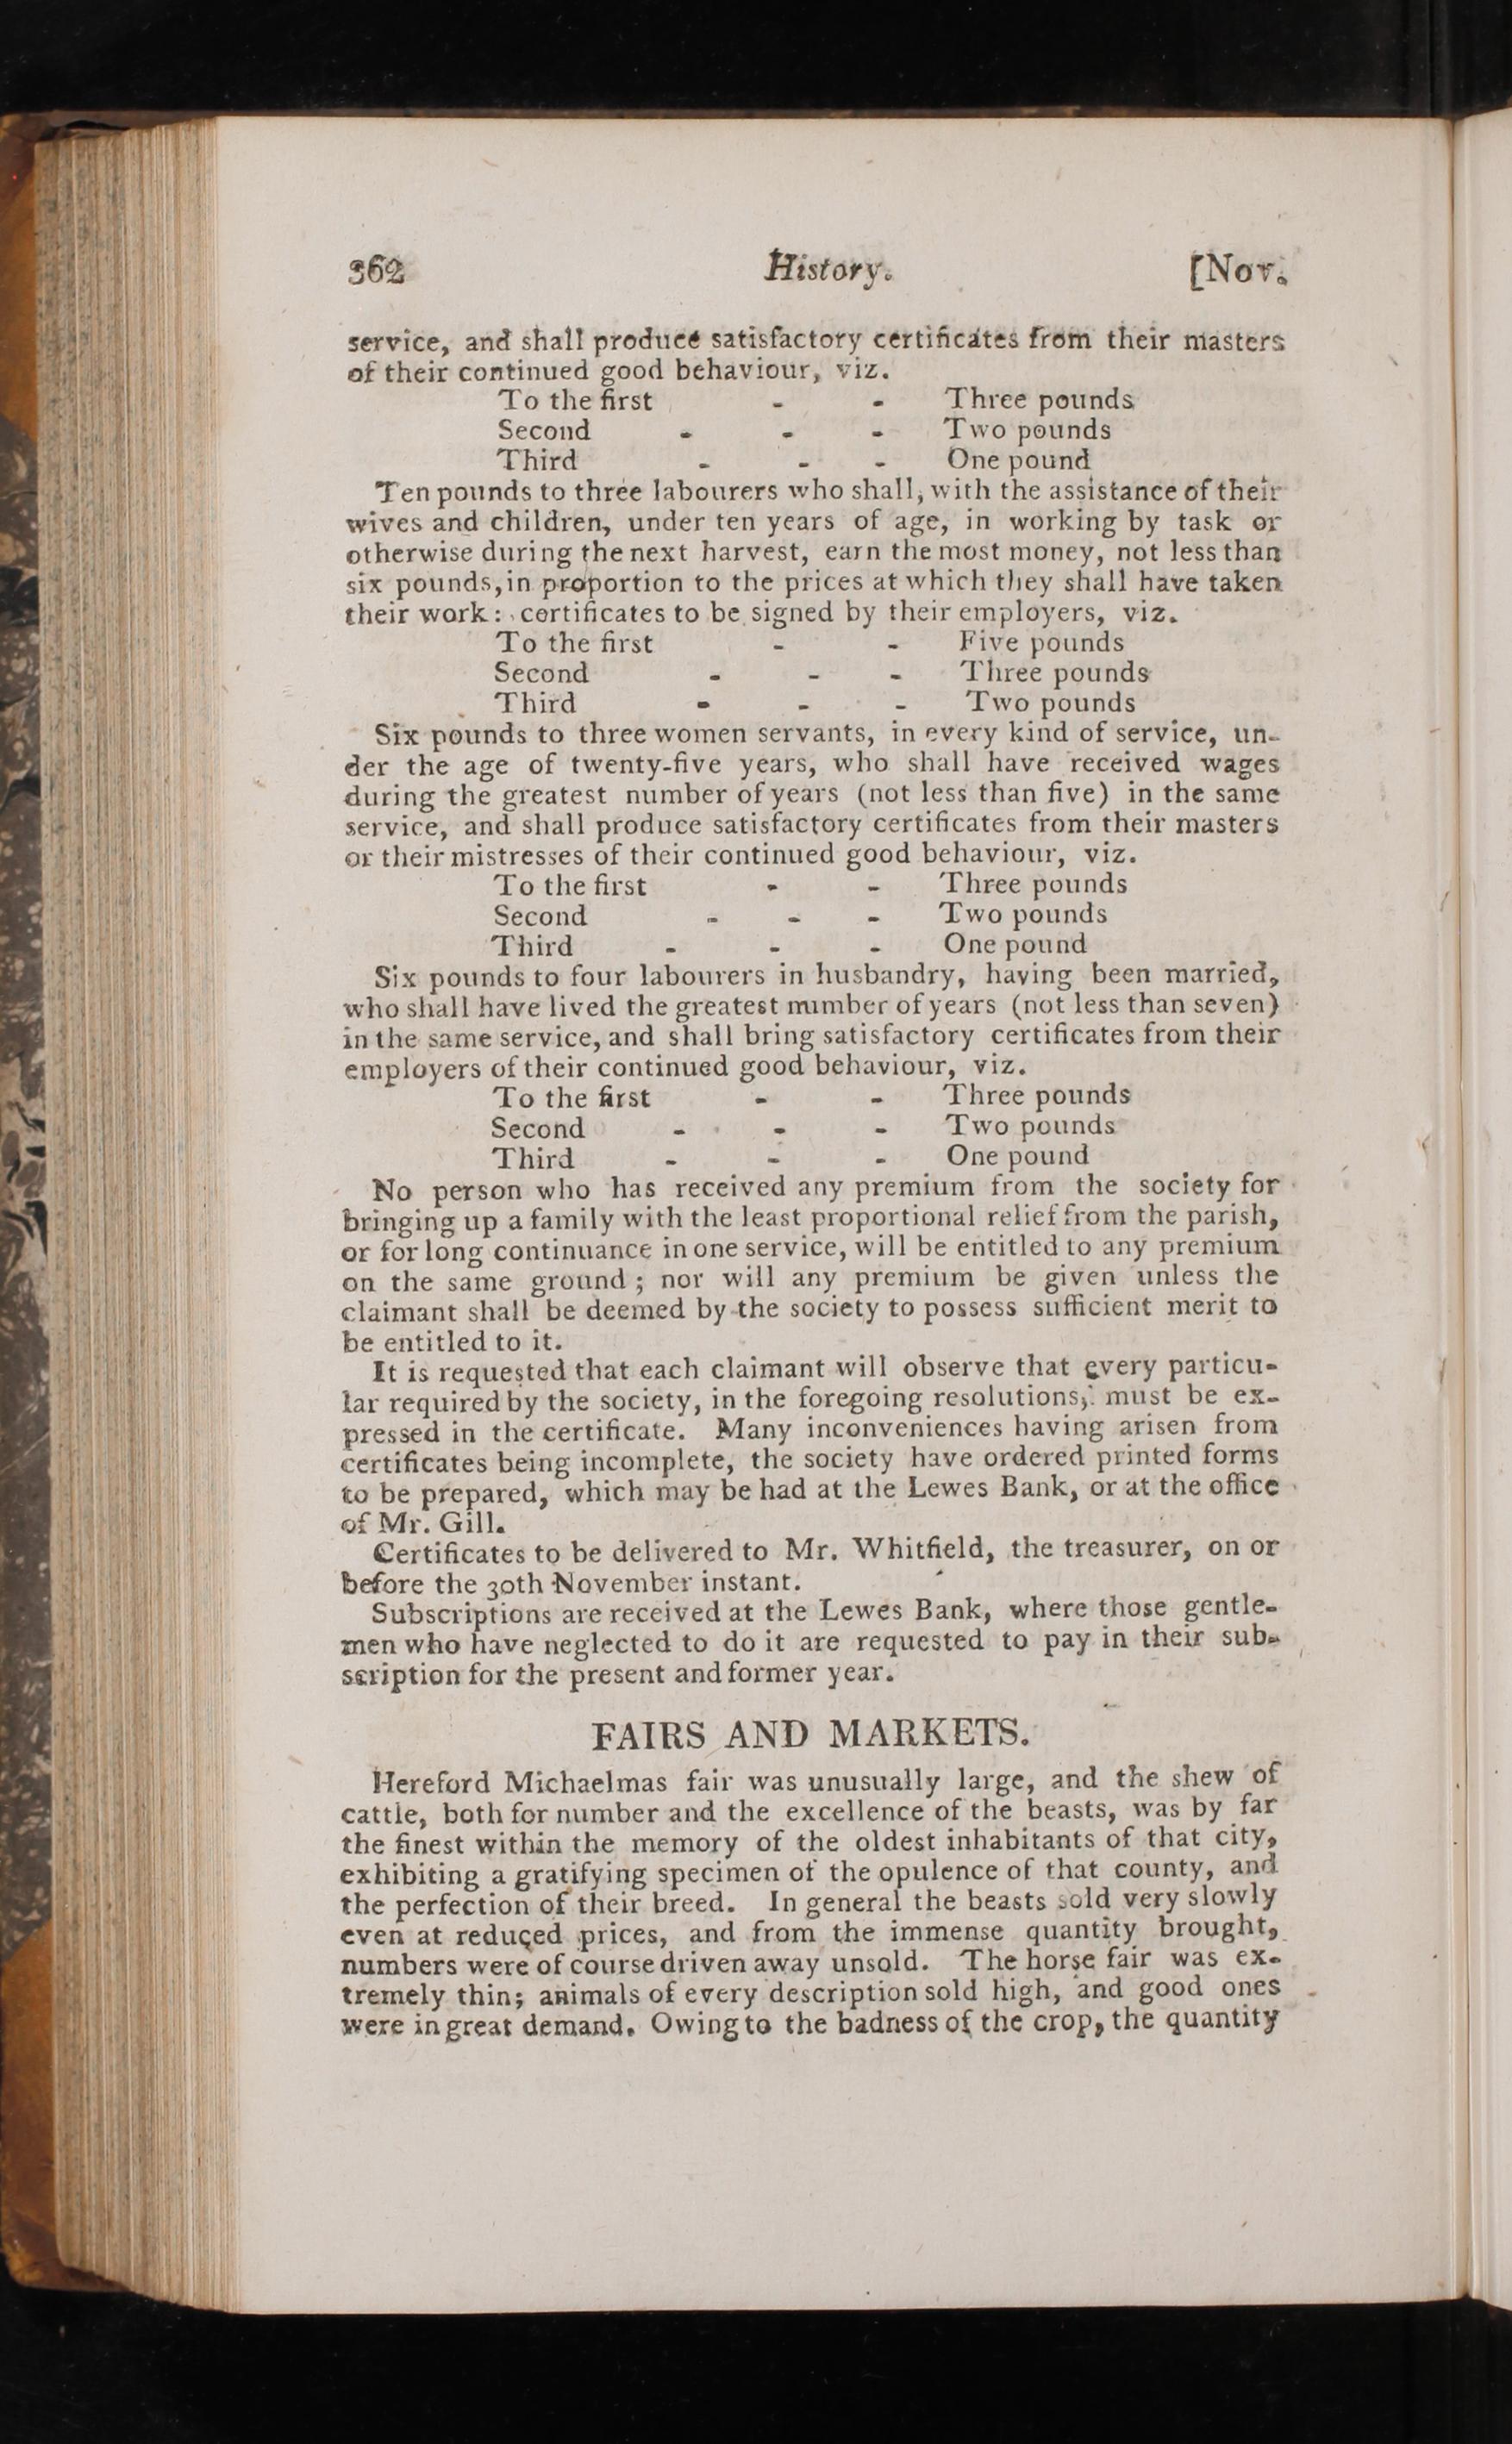 362 History. [Nov.
service, and shall produce satisfactory certificates from their masters
of their continued good behaviour, viz.
To the first - - Three pounds
Second - - - Two pounds
Third - - - One pound
Ten pounds to three labourers who shall, with the assistance of their
wives and children, under ten years of age, in working by task or
otherwise during the next harvest, earn the most money, not less than
six pounds, in proportion to the prices at which they shall have taken
their work: certificates to be signed by their employers, viz.
To the first - - Five pounds
Second - - - Three pounds
Third - - - Two pounds
Six pounds to three women servants, in every kind of service, un-
der the age of twenty-five years, who shall have received wages
during the greatest number of years (not less than five) in the same
service, and shall produce satisfactory certificates from their masters
or their mistresses of their continued good behaviour, viz.
To the first - - Three pounds
Second - - - Two pounds
Third - - - One pound
Six pounds to four labourers in husbandry, having been married,
who shall have lived the greatest number of years (not less than seven)
in the same service, and shall bring satisfactory certificates from their
employers of their continued good behaviour, viz.
To the first - - Three pounds
Second - - - Two pounds
Third - - - One pound
No person who has received any premium from the society for
bringing up a family with the least proportional relief from the parish,
or for long continuance in one service, will be entitled to any premium
on the same ground; nor will any premium be given unless the
claimant shall be deemed by the society to possess sufficient merit to
be entitled to it.
It is requested that each claimant will observe that every particu-
lar required by the society, in the foregoing resolutions, must be ex-
pressed in the certificate. Many inconveniences having arisen from
certificates being incomplete, the society have ordered printed forms
to be prepared, which may be had at the Lewes Bank, or at the office
of Mr. Gill.
Certificates to be delivered to Mr. Whitfield, the treasurer, on or
before the 30th November instant.
Subscriptions are received at the Lewes Bank, where those gentle-
men who have neglected to do it are requested to pay in their sub-
scription for the present and former year.
FAIRS AND MARKETS.
Hereford Michaelmas fair was unusually large, and the shew of
cattle, both for number and the excellence of the beasts, was by far
the finest within the memory of the oldest inhabitants of that city,
exhibiting a gratifying specimen of the opulence of that county, and
the perfection of their breed. In general the beasts sold very slowly
even at reduced prices, and from the immense quantity brought,
numbers were of course driven away unsold. The horse fair was ex-
tremely thin; animals of every description sold high, and good ones
were in great demand. Owing to the badness of the crop, the quantity